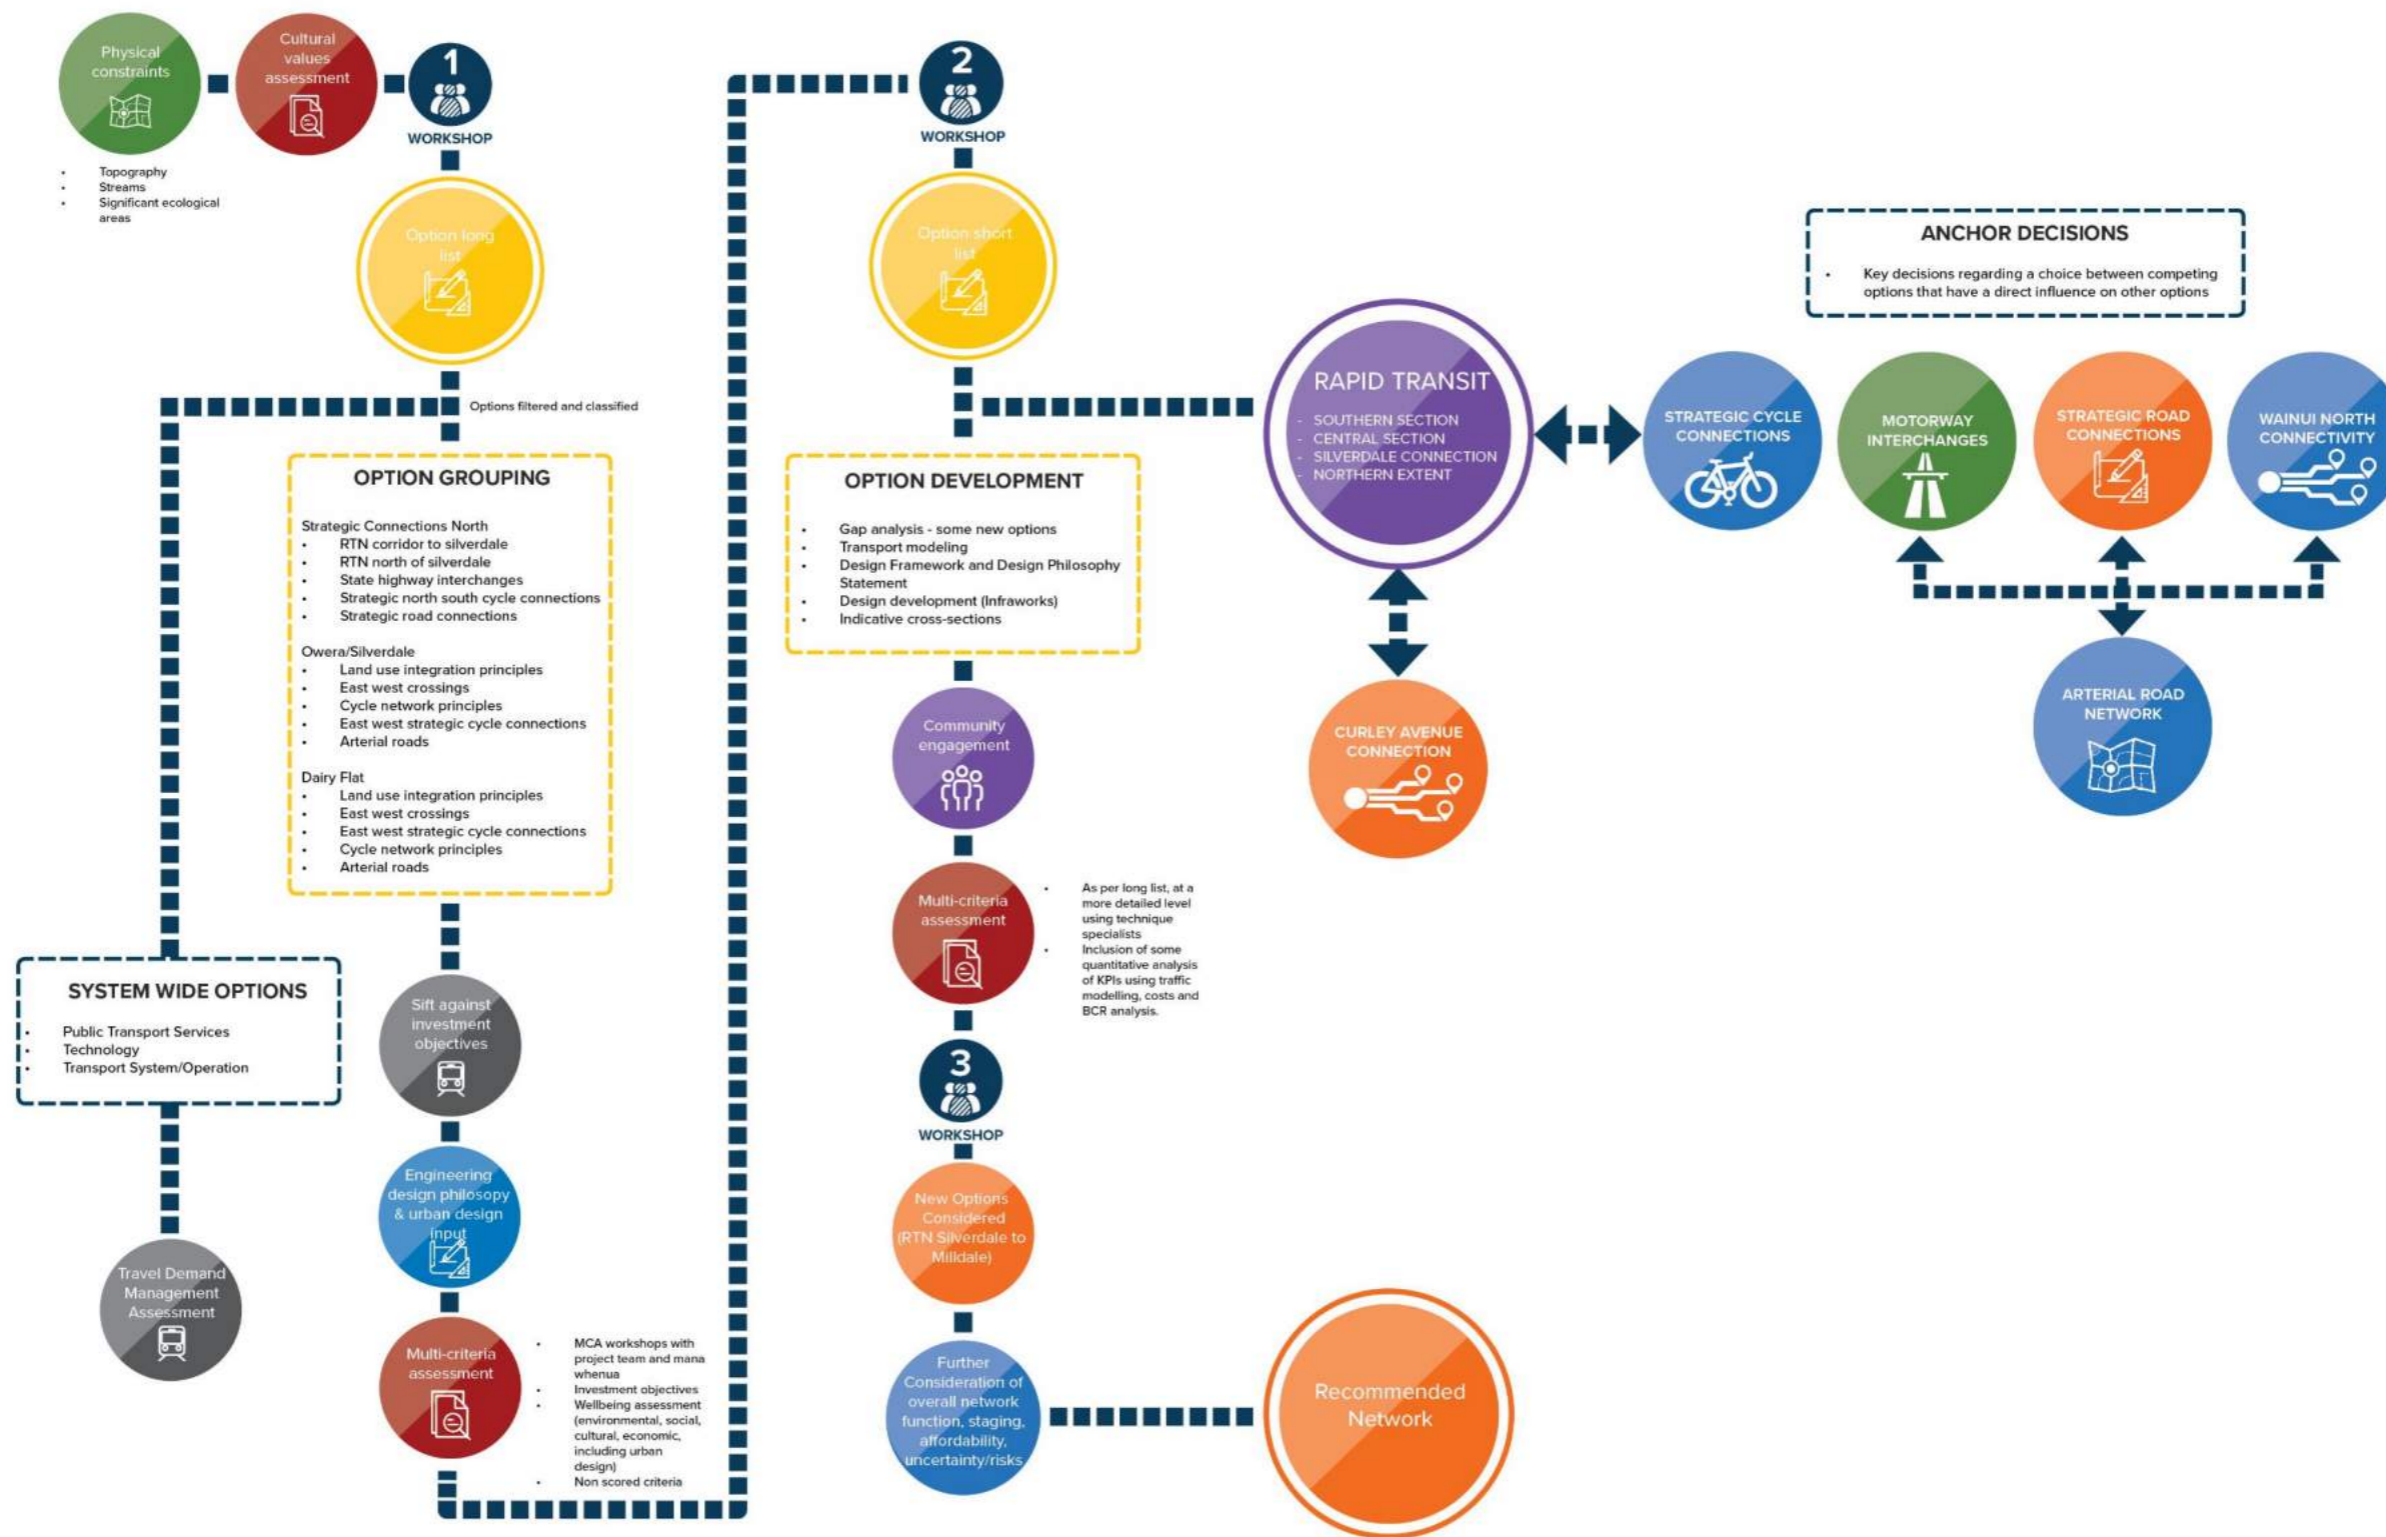 Physical
constraints
• Topography
• Streams
• Significant ecological
areas
Cultural
values
assessment
1
WORKSHOP
Option long
list
Options filtered and classified
OPTION GROUPING
Strategic Connections North
• RTN corridor to silverdale
• RTN north of silverdale
• State highway interchanges
• Strategic north south cycle connections
• Strategic road connections
Owera/Silverdale
• Land use integration principles
• East west crossings
• Cycle network principles
• East west strategic cycle connections
• Arterial roads
Dairy Flat
• Land use integration principles
• East west crossings
• East west strategic cycle connections
• Cycle network principles
• Arterial roads
SYSTEM WIDE OPTIONS
• Public Transport Services
• Technology
• Transport System/Operation
Travel Demand
Management
Assessment
Sift against
investment
objectives
Engineering
design philosopy
& urban design
input
Multi-criteria
assessment
• MCA workshops with
project team and mana
whenua
• Investment objectives
• Wellbeing assessment
(environmental, social,
cultural, economic,
including urban
design)
• Non scored criteria
2
WORKSHOP
Option short
list
OPTION DEVELOPMENT
• Gap analysis - some new options
• Transport modeling
• Design Framework and Design Philosophy
Statement
• Design development (Infraworks)
• Indicative cross-sections
Community
engagement
Multi-criteria
assessment
• As per long list, at a
more detailed level
using technique
specialists
• Inclusion of some
quantitative analysis
of KPIs using traffic
modelling, costs and
BCR analysis.
3
WORKSHOP
New Options
Considered
(RTN Silverdale to
Milldale)
Further
Consideration of
overall network
function, staging,
affordability,
uncertainty/risks
Recommended
Network
RAPID TRANSIT
- SOUTHERN SECTION
- CENTRAL SECTION
- SILVERDALE CONNECTION
- NORTHERN EXTENT
CURLEY AVENUE
CONNECTION
ANCHOR DECISIONS
• Key decisions regarding a choice between competing
options that have a direct influence on other options
STRATEGIC CYCLE
CONNECTIONS
MOTORWAY
INTERCHANGES
STRATEGIC ROAD
CONNECTIONS
WAINUI NORTH
CONNECTIVITY
ARTERIAL ROAD
NETWORK